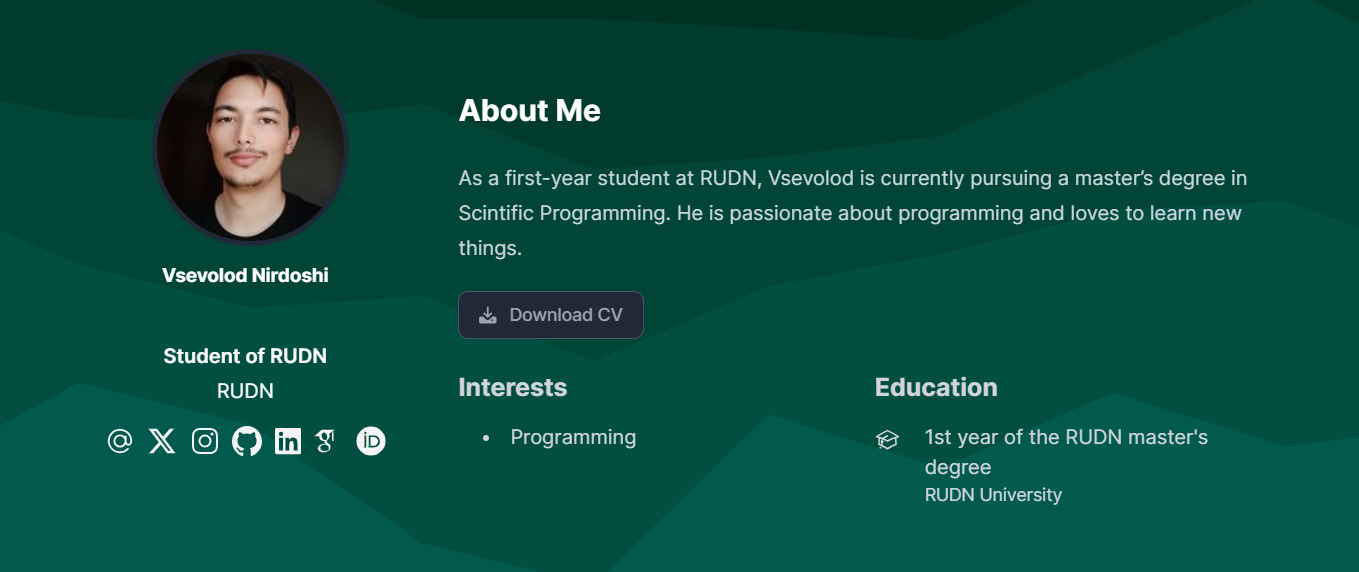 Vsevolod Nirdoshi
Student of RUDN
RUDN
About Me
As a first-year student at RUDN, Vsevolod is currently pursuing a master’s degree in
Scintific Programming. He is passionate about programming and loves to learn new
things.
Download CV
Interests
Programming
Education
1st year of the RUDN master's
degree
RUDN University